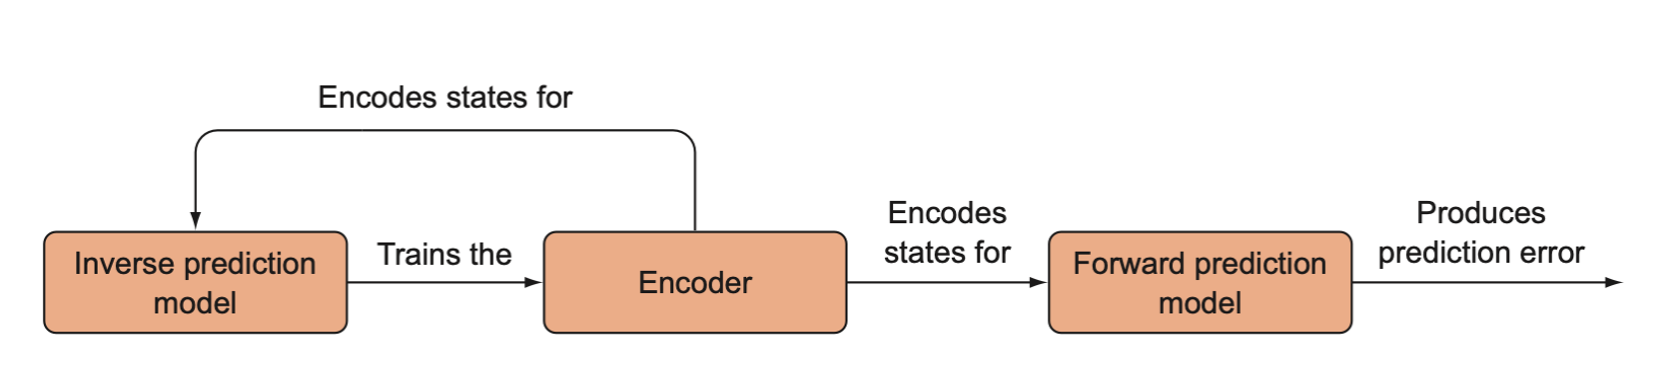 Encodes states for
Inverse prediction
model
Trains the
Encoder
Encodes
states for
Forward prediction
model
Produces
prediction error